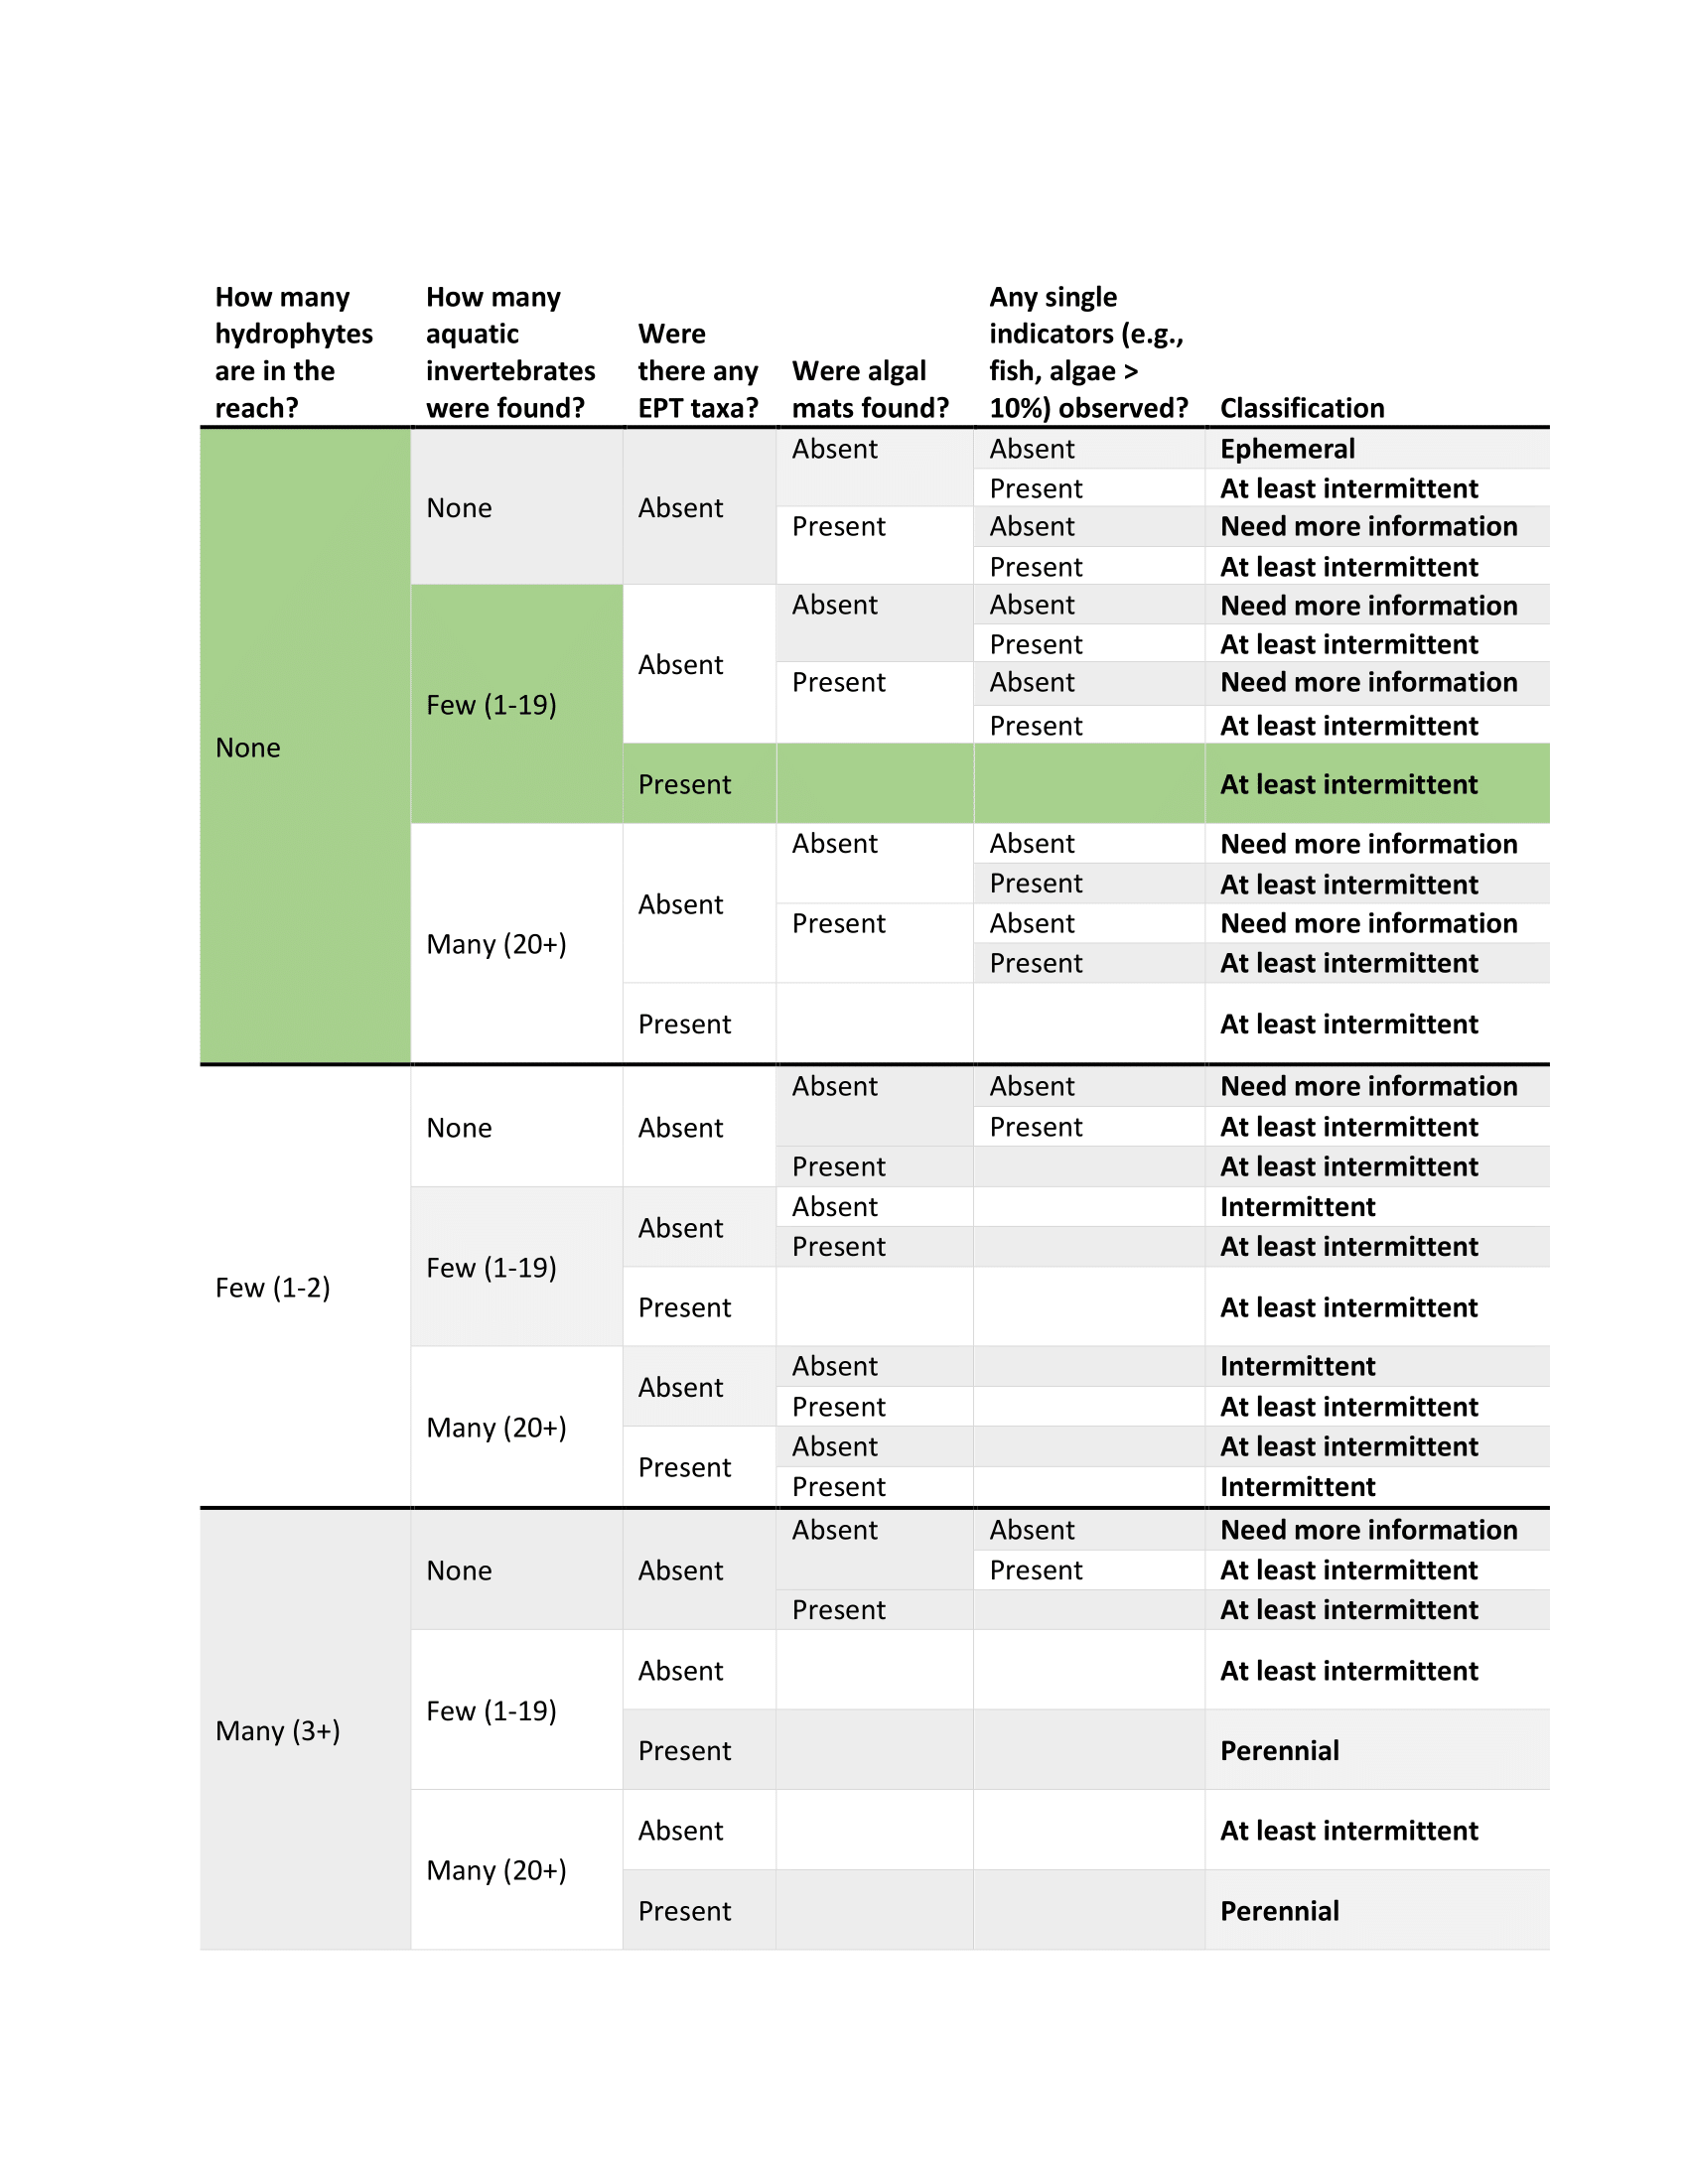 How many
hydrophytes
are in the
reach?
How many
aquatic
invertebrates
were found?
Were
there any
EPT taxa?
Were algal
mats found?
Any single
indicators (e.g.,
fish, algae >
10%) observed?
Classification
None
None
Absent
Absent
Absent
Ephemeral
Present
At least intermittent
Present
Absent
Need more information
Present
At least intermittent
Few (1-19)
Absent
Absent
Absent
Need more information
Present
At least intermittent
Present
Absent
Need more information
Present
At least intermittent
Present
At least intermittent
Many (20+)
Absent
Absent
Absent
Need more information
Present
At least intermittent
Present
Absent
Need more information
Present
At least intermittent
Present
At least intermittent
Few (1-2)
None
Absent
Absent
Absent
Need more information
Present
At least intermittent
Present
At least intermittent
Few (1-19)
Absent
Absent
Intermittent
Present
At least intermittent
Present
At least intermittent
Many (20+)
Absent
Absent
Intermittent
Present
At least intermittent
Present
Absent
At least intermittent
Present
Intermittent
Many (3+)
None
Absent
Absent
Absent
Need more information
Present
At least intermittent
Present
At least intermittent
Few (1-19)
Absent
At least intermittent
Present
Perennial
Many (20+)
Absent
At least intermittent
Present
Perennial